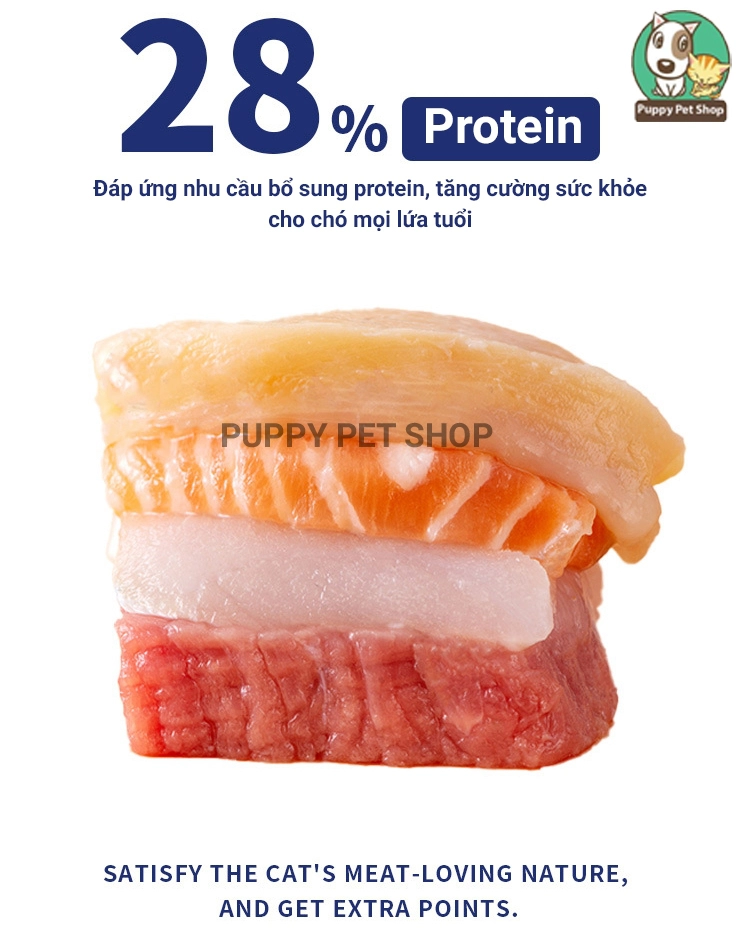 28% Protein
Puppy Pet Shop
Đáp ứng nhu cầu bổ sung protein, tăng cường sức khỏe
cho chó mọi lứa tuổi
PUPPY PET SHOP
SATISFY THE CAT'S MEAT-LOVING NATURE,
AND GET EXTRA POINTS.